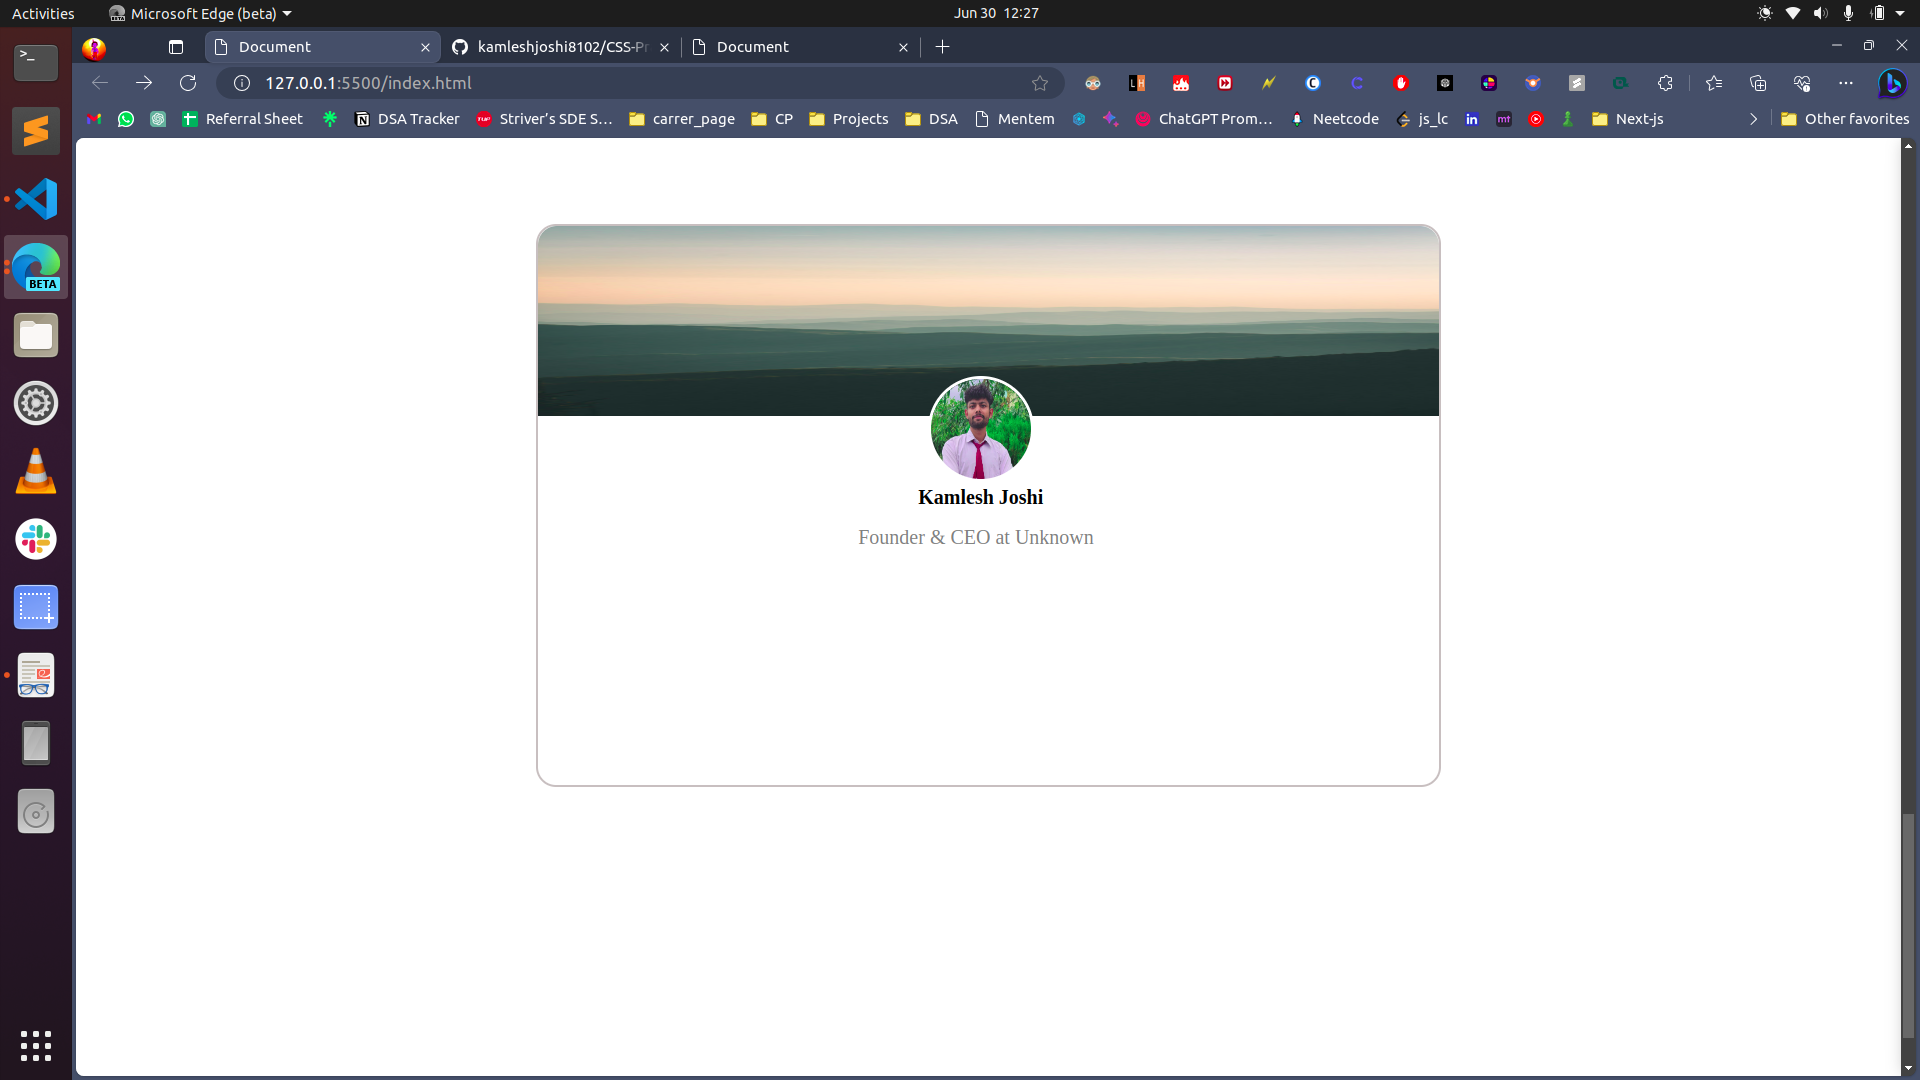 Activities
Microsoft Edge (beta)
Jun 30 12:27
Document
kamleshjoshi8102/CSS-Pr
Document
127.0.0.1:5500/index.html
Referral Sheet
DSA Tracker
Striver's SDE S...
carrer_page
CP
Projects
DSA
Mentem
ChatGPT Prom...
Neetcode
js_lc
Next-js
Other favorites
BETA
Kamlesh Joshi
Founder & CEO at Unknown